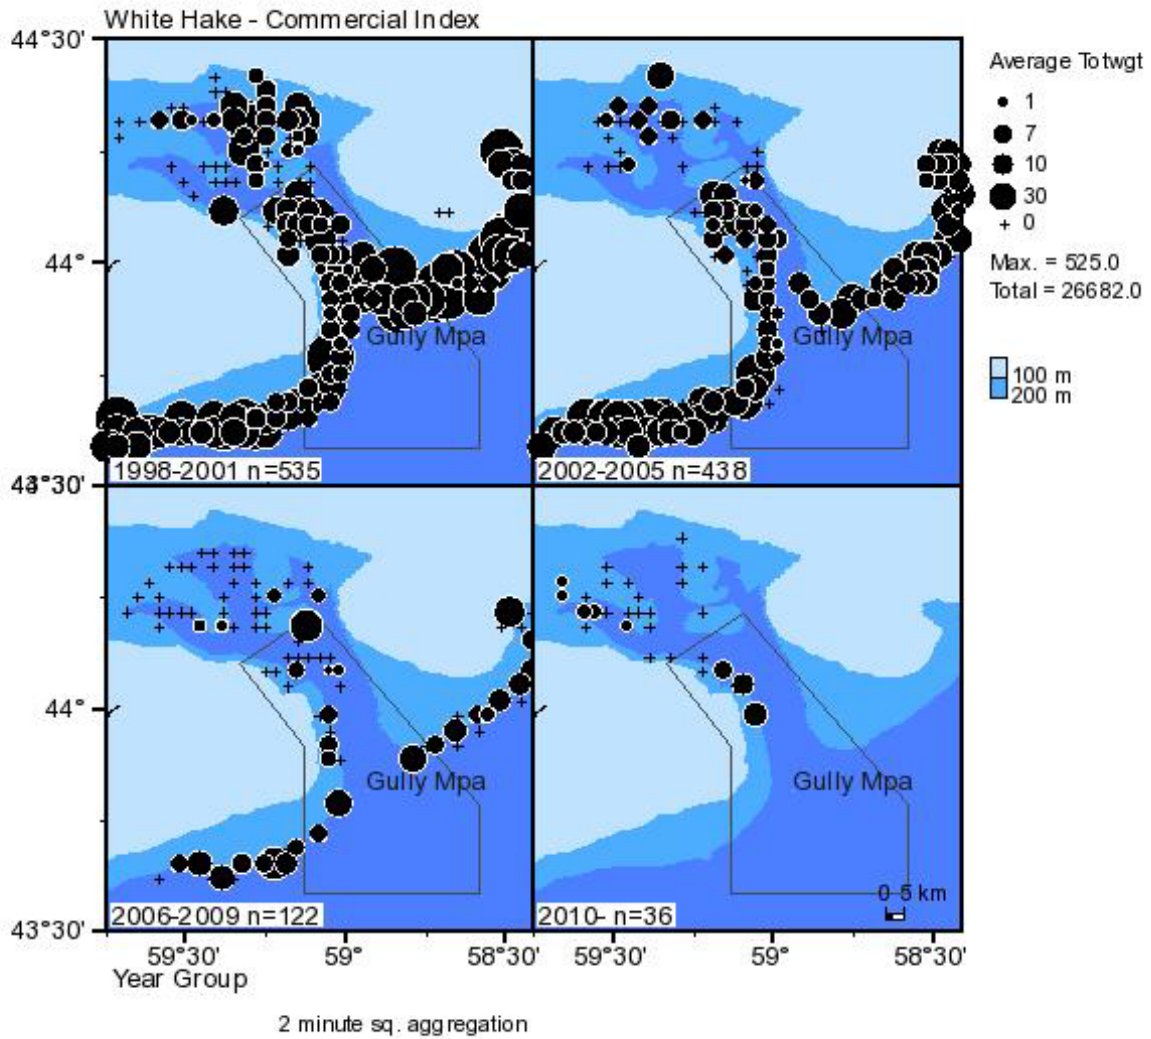 White Hake - Commercial Index
44°30'
Average Totwgt
1
7
10
30
0
Max. = 525.0
Total = 26682.0
44°
Gully Mpa
Gully Mpa
100 m
200 m
1998-2001 n=535
2002-2005 n=438
30'
44°
Gully Mpa
Gully Mpa
0 5 km
2006-2009 n=122
2010- n=36
43°30'
59°30'
59°
58°30'
59°30'
59°
58°30'
Year Group
2 minute sq. aggregation